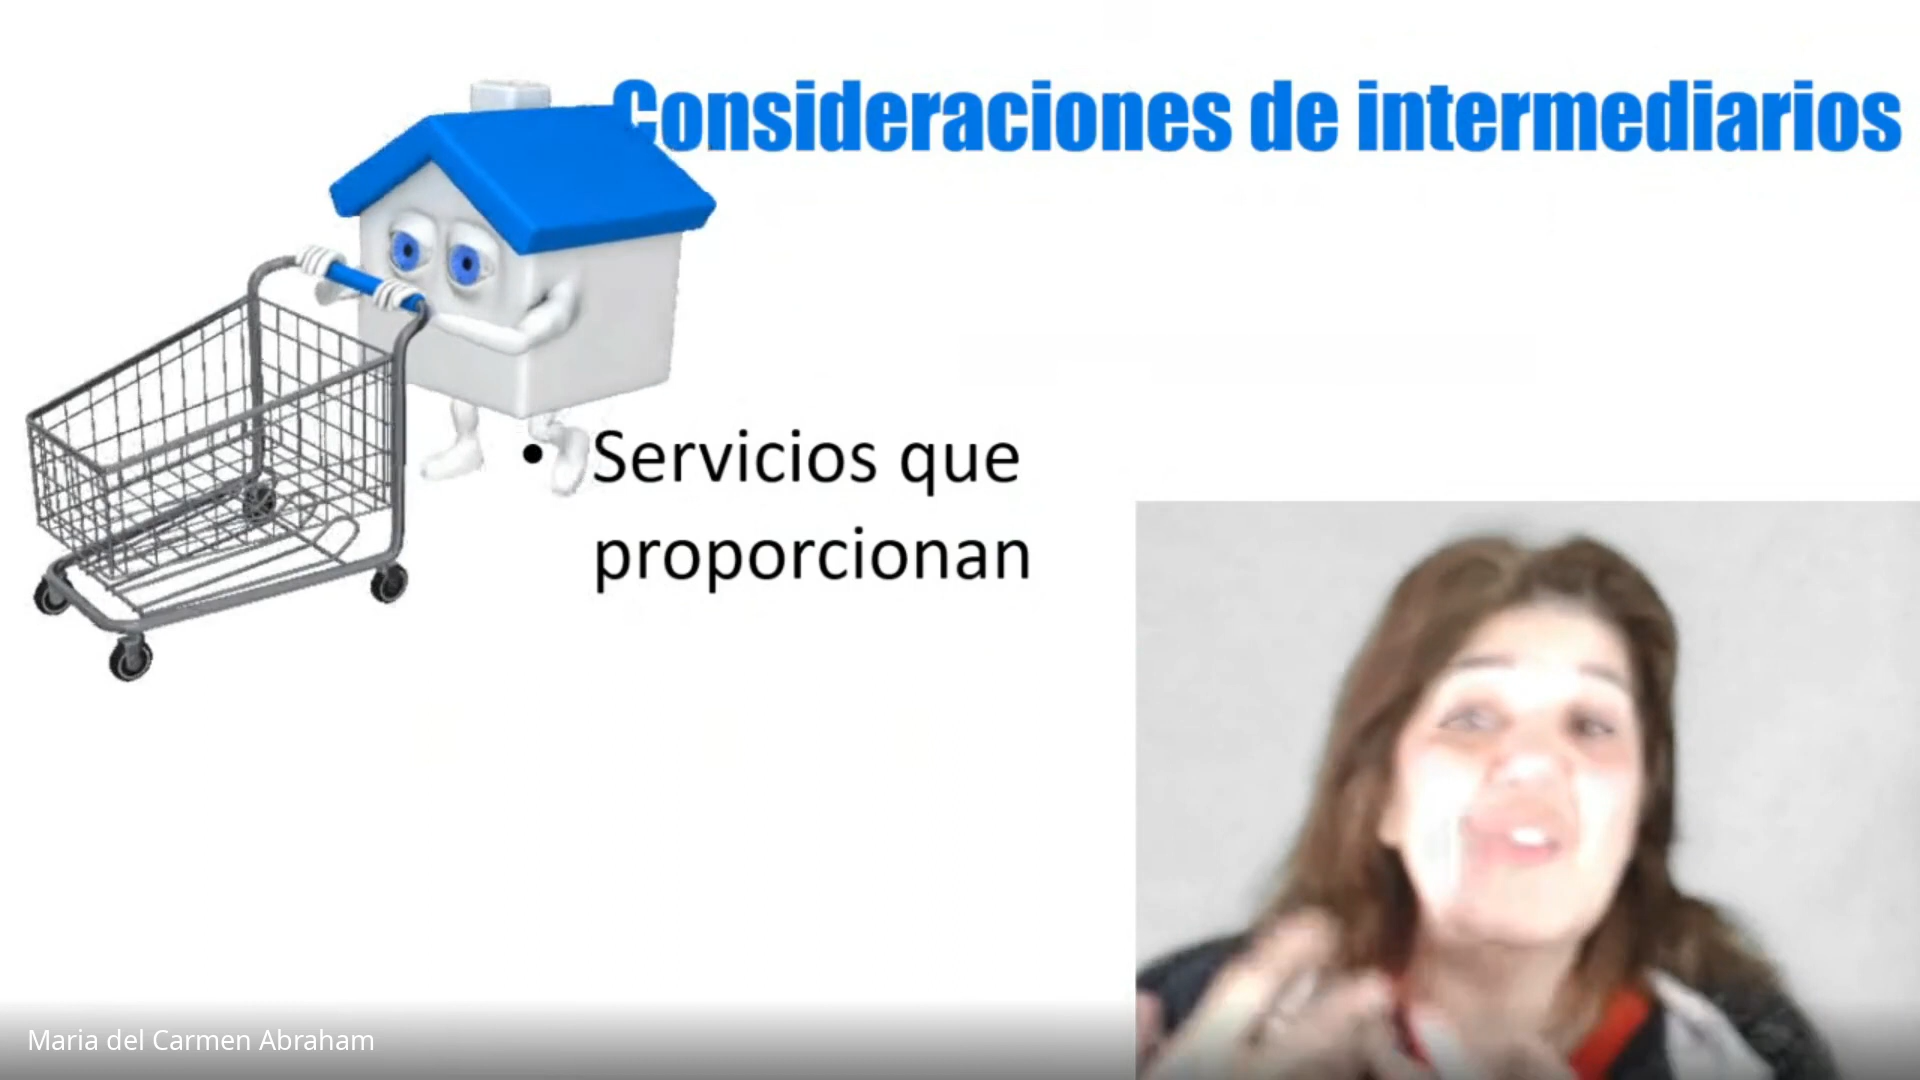 Consideraciones de intermediarios
• Servicios que
proporcionan
Maria del Carmen Abraham